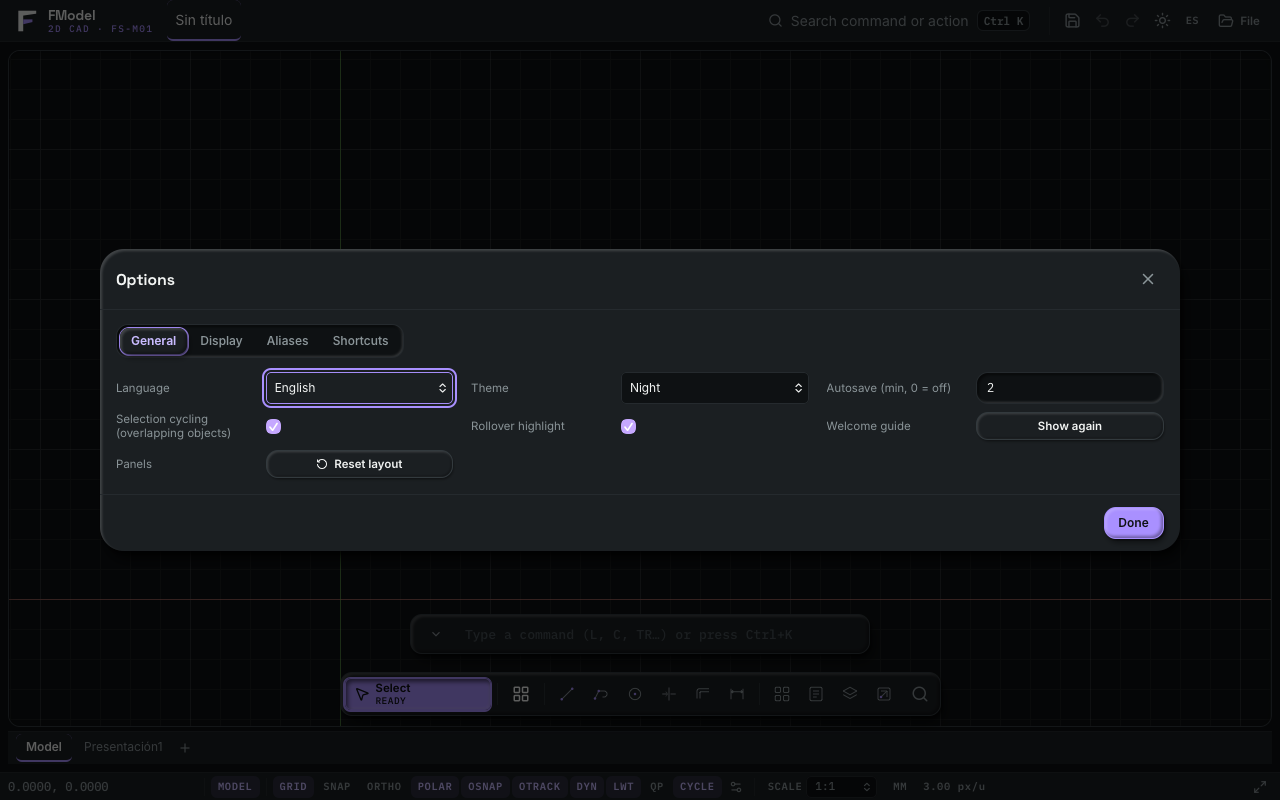 FModel
2D CAD · FS-M01
Sin título
Search command or action
Ctrl K
ES
File
Options
General
Display
Aliases
Shortcuts
Language
English
Theme
Night
Autosave (min, 0 = off)
2
Selection cycling
(overlapping objects)
Rollover highlight
Welcome guide
Show again
Panels
Reset layout
Done
Type a command (L, C, TR…) or press Ctrl+K
Select
READY
Model
Presentación1
0.0000, 0.0000
MODEL
GRID
SNAP
ORTHO
POLAR
OSNAP
OTRACK
DYN
LWT
QP
CYCLE
SCALE
1:1
MM
3.00 px/u